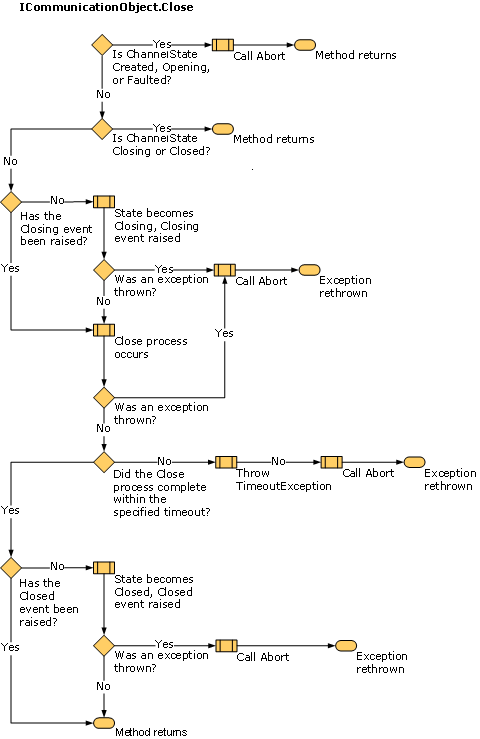 ICommunicationObject.Close
Yes
Is ChannelState
Created, Opening,
or Faulted?
Call Abort
Method returns
No
Yes
Is ChannelState
Closing or Closed?
Method returns
No
No
Has the
Closing event
been raised?
State becomes
Closing, Closing
event raised
Yes
Yes
Was an exception
thrown?
Call Abort
Exception
rethrown
No
Close process
occurs
Yes
Was an exception
thrown?
No
No
Did the Close
process complete
within the
specified timeout?
Throw
TimeoutException
No
Call Abort
Exception
rethrown
Yes
No
Has the
Closed
event been
raised?
State becomes
Closed, Closed
event raised
Yes
Yes
Was an exception
thrown?
Call Abort
Exception
rethrown
No
Method returns